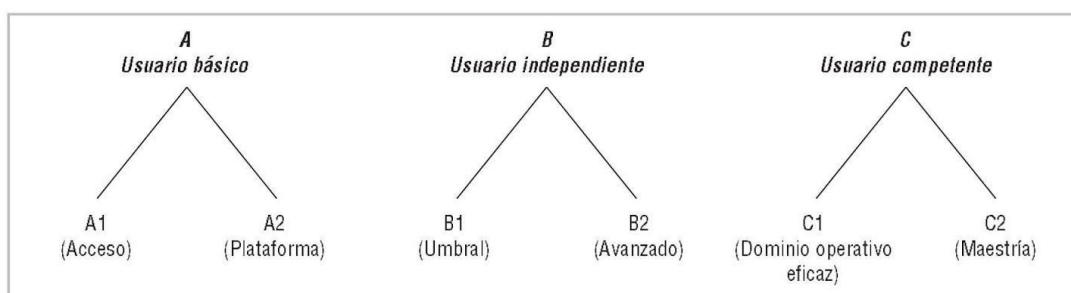 A
Usuario básico
B
Usuario independiente
C
Usuario competente
A1
(Acceso)
A2
(Plataforma)
B1
(Umbral)
B2
(Avanzado)
C1
(Dominio operativo
eficaz)
C2
(Maestría)